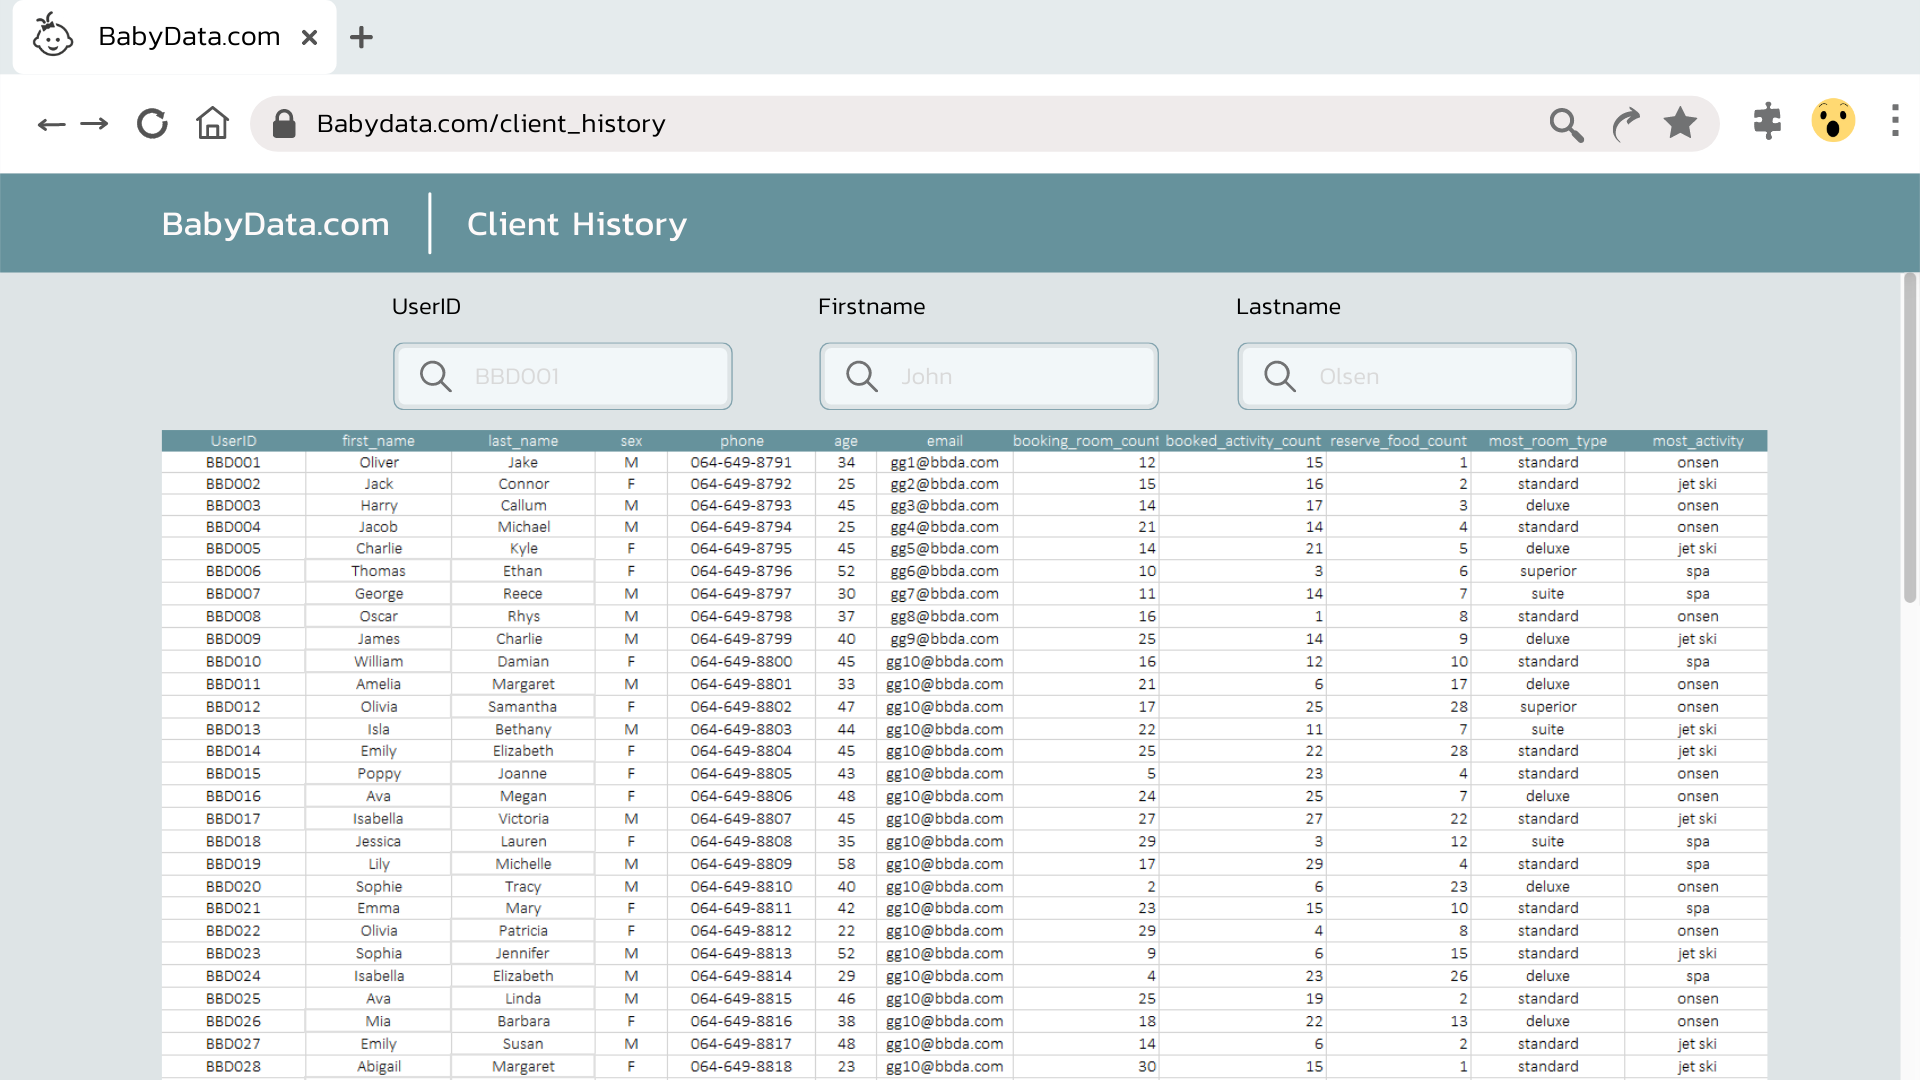 BabyData.com
Babydata.com/client_history
BabyData.com Client History
UserID Firstname Lastname
BBD001 John Olsen
UserID first_name last_name sex phone age email booking_room_count booked_activity_count reserve_food_count most_room_type most_activity
BBD001 Oliver Jake M 064-649-8791 34 gg1@bbda.com 12 15 1 standard onsen
BBD002 Jack Connor F 064-649-8792 25 gg2@bbda.com 15 16 2 standard jet ski
BBD003 Harry Callum M 064-649-8793 45 gg3@bbda.com 14 17 3 deluxe onsen
BBD004 Jacob Michael M 064-649-8794 25 gg4@bbda.com 21 14 4 standard onsen
BBD005 Charlie Kyle F 064-649-8795 45 gg5@bbda.com 14 21 5 deluxe jet ski
BBD006 Thomas Ethan F 064-649-8796 52 gg6@bbda.com 10 3 6 superior spa
BBD007 George Reece M 064-649-8797 30 gg7@bbda.com 11 14 7 suite spa
BBD008 Oscar Rhys M 064-649-8798 37 gg8@bbda.com 16 1 8 standard onsen
BBD009 James Charlie M 064-649-8799 40 gg9@bbda.com 25 14 9 deluxe jet ski
BBD010 William Damian F 064-649-8800 45 gg10@bbda.com 16 12 10 standard spa
BBD011 Amelia Margaret M 064-649-8801 33 gg10@bbda.com 21 6 17 deluxe onsen
BBD012 Olivia Samantha F 064-649-8802 47 gg10@bbda.com 17 25 28 superior onsen
BBD013 Isla Bethany M 064-649-8803 44 gg10@bbda.com 22 11 7 suite jet ski
BBD014 Emily Elizabeth F 064-649-8804 45 gg10@bbda.com 25 22 28 standard jet ski
BBD015 Poppy Joanne F 064-649-8805 43 gg10@bbda.com 5 23 4 standard onsen
BBD016 Ava Megan F 064-649-8806 48 gg10@bbda.com 24 25 7 deluxe onsen
BBD017 Isabella Victoria M 064-649-8807 45 gg10@bbda.com 27 27 22 standard jet ski
BBD018 Jessica Lauren F 064-649-8808 35 gg10@bbda.com 29 3 12 suite spa
BBD019 Lily Michelle M 064-649-8809 58 gg10@bbda.com 17 29 4 standard spa
BBD020 Sophie Tracy M 064-649-8810 40 gg10@bbda.com 2 6 23 deluxe onsen
BBD021 Emma Mary F 064-649-8811 42 gg10@bbda.com 23 15 10 standard spa
BBD022 Olivia Patricia F 064-649-8812 22 gg10@bbda.com 29 4 8 standard onsen
BBD023 Sophia Jennifer M 064-649-8813 52 gg10@bbda.com 9 6 15 standard jet ski
BBD024 Isabella Elizabeth M 064-649-8814 29 gg10@bbda.com 4 23 26 deluxe spa
BBD025 Ava Linda M 064-649-8815 46 gg10@bbda.com 25 19 2 standard onsen
BBD026 Mia Barbara F 064-649-8816 38 gg10@bbda.com 18 22 13 deluxe onsen
BBD027 Emily Susan M 064-649-8817 48 gg10@bbda.com 14 6 2 standard jet ski
BBD028 Abigail Margaret F 064-649-8818 23 gg10@bbda.com 30 15 1 standard jet ski